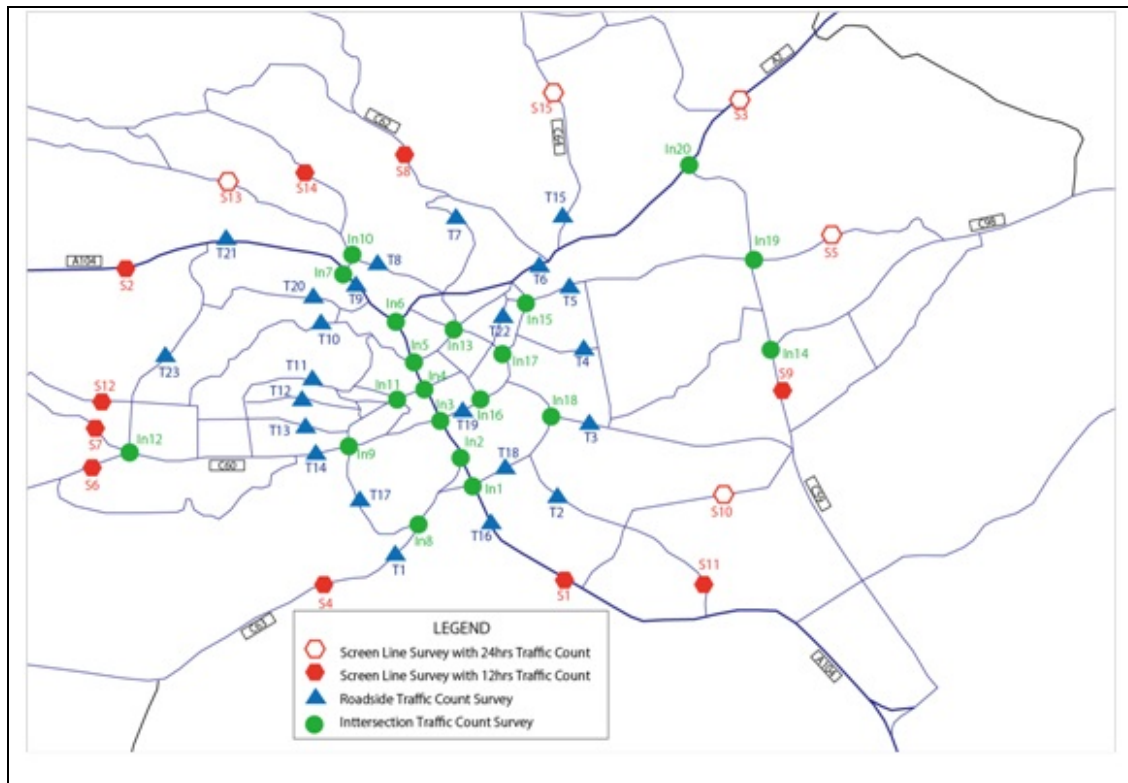 A2
S15
S3
C62
C64
S8
In20
S14
S13
T15
C98
T7
S5
T21
In10
In19
A104
T8
T6
S2
In7
T9
T5
T20
In6
In15
T22
T10
In13
T4
In17
In14
In5
T23
T11
In4
S9
S12
T12
In11
In3
In16
In18
T19
T13
S7
T3
In12
In2
In9
S6
C60
T14
T18
In1
T17
S10
T2
T16
In8
T1
S11
S4
S1
C63
A104
LEGEND
Screen Line Survey with 24hrs Traffic Count
Screen Line Survey with 12hrs Traffic Count
Roadside Traffic Count Survey
Inttersection Traffic Count Survey